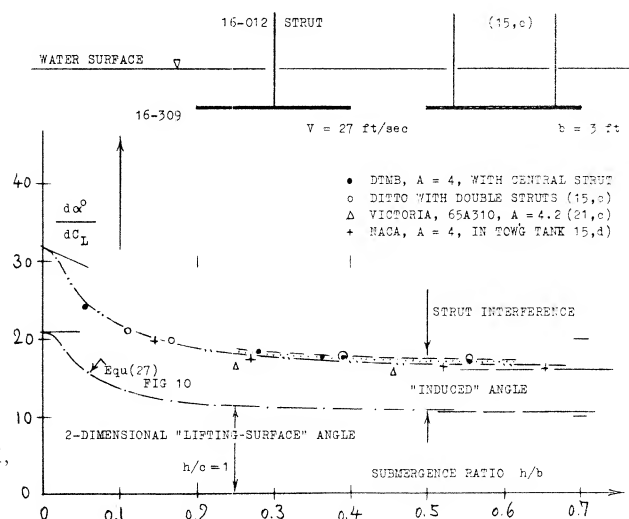 16-012 STRUT (15,c)
WATER SURFACE
16-309
V = 27 ft/sec b = 3 ft
• DTMB, A = 4, WITH CENTRAL STRUT
○ DITTO WITH DOUBLE STRUTS (15,c)
△ VICTORIA, 65A310, A = 4.2 (21,c)
+ NACA, A = 4, IN TOWG TANK 15,d)
40
dα°
dC_L
30
STRUT INTERFERENCE
20
Equ(27)
FIG 10
"INDUCED" ANGLE
10
2-DIMENSIONAL "LIFTING-SURFACE" ANGLE
h/c = 1
SUBMERGENCE RATIO h/b
0
0 0.1 0.2 0.3 0.4 0.5 0.6 0.7